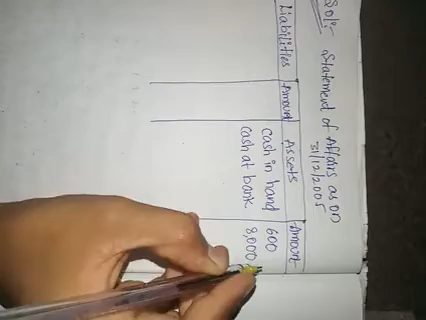 Sol:- Statement of Affairs as on
31/12/2005
Liabilities Amount Assets Amount
Cash in hand 600
Cash at bank 8,000